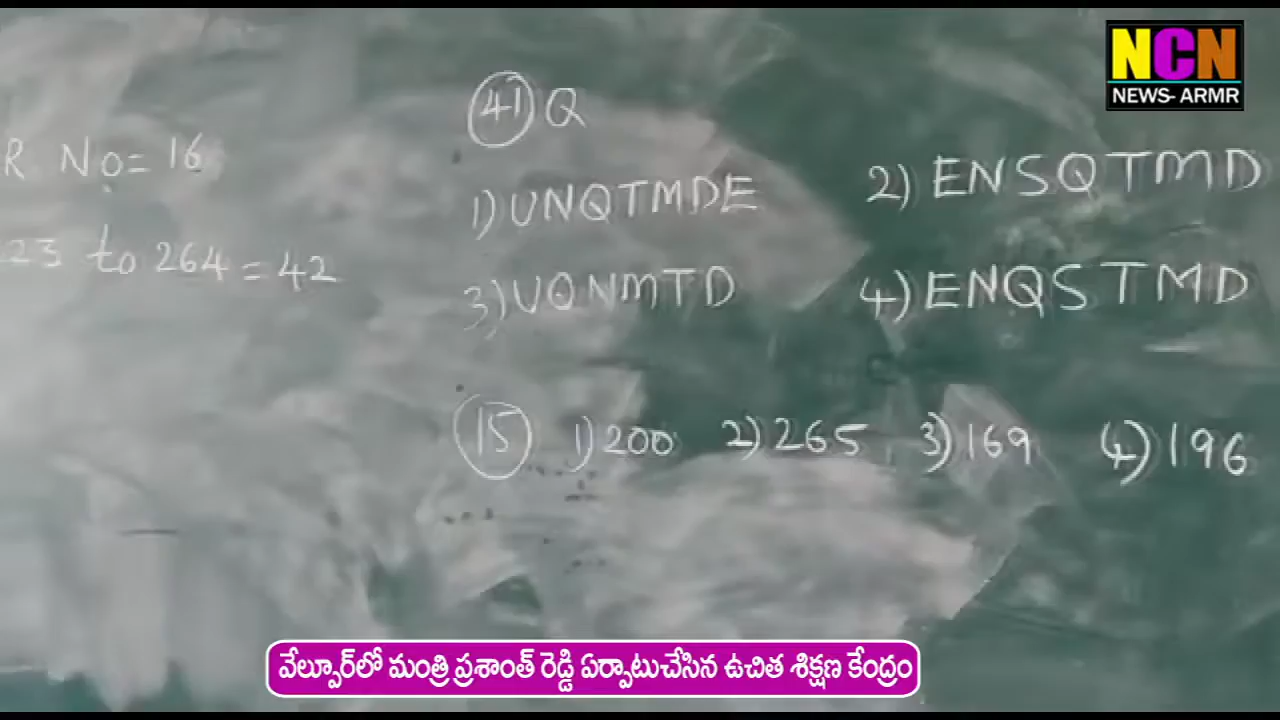 NCN
NEWS- ARMR
R No = 16
23 to 264 = 42
41 Q
1) UNQTMDE 2) ENSQTMD
3) UQNMTD 4) ENQSTMD
15 1) 200 2) 265 3) 169 4) 196
వేల్పూర్‌లో మంత్రి ప్రశాంత్ రెడ్డి ఏర్పాటుచేసిన ఉచిత శిక్షణ కేంద్రం